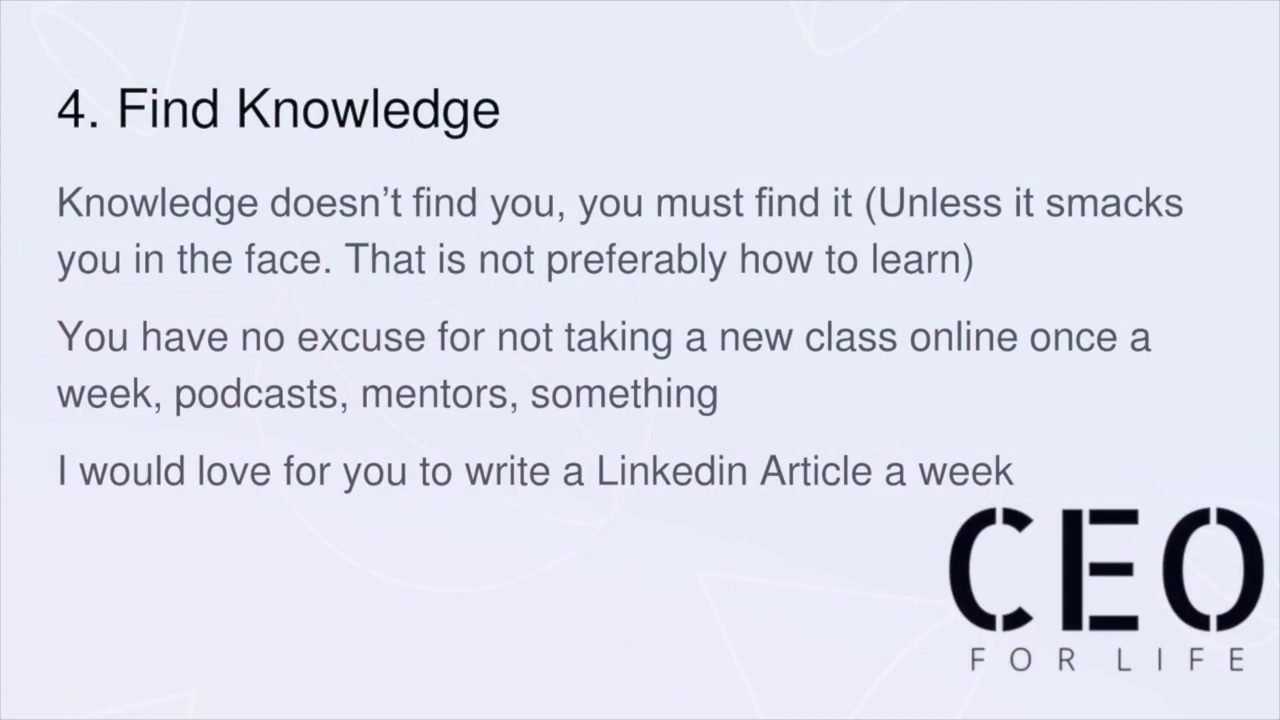 4. Find Knowledge
Knowledge doesn’t find you, you must find it (Unless it smacks
you in the face. That is not preferably how to learn)
You have no excuse for not taking a new class online once a
week, podcasts, mentors, something
I would love for you to write a Linkedin Article a week
CEO
FOR LIFE